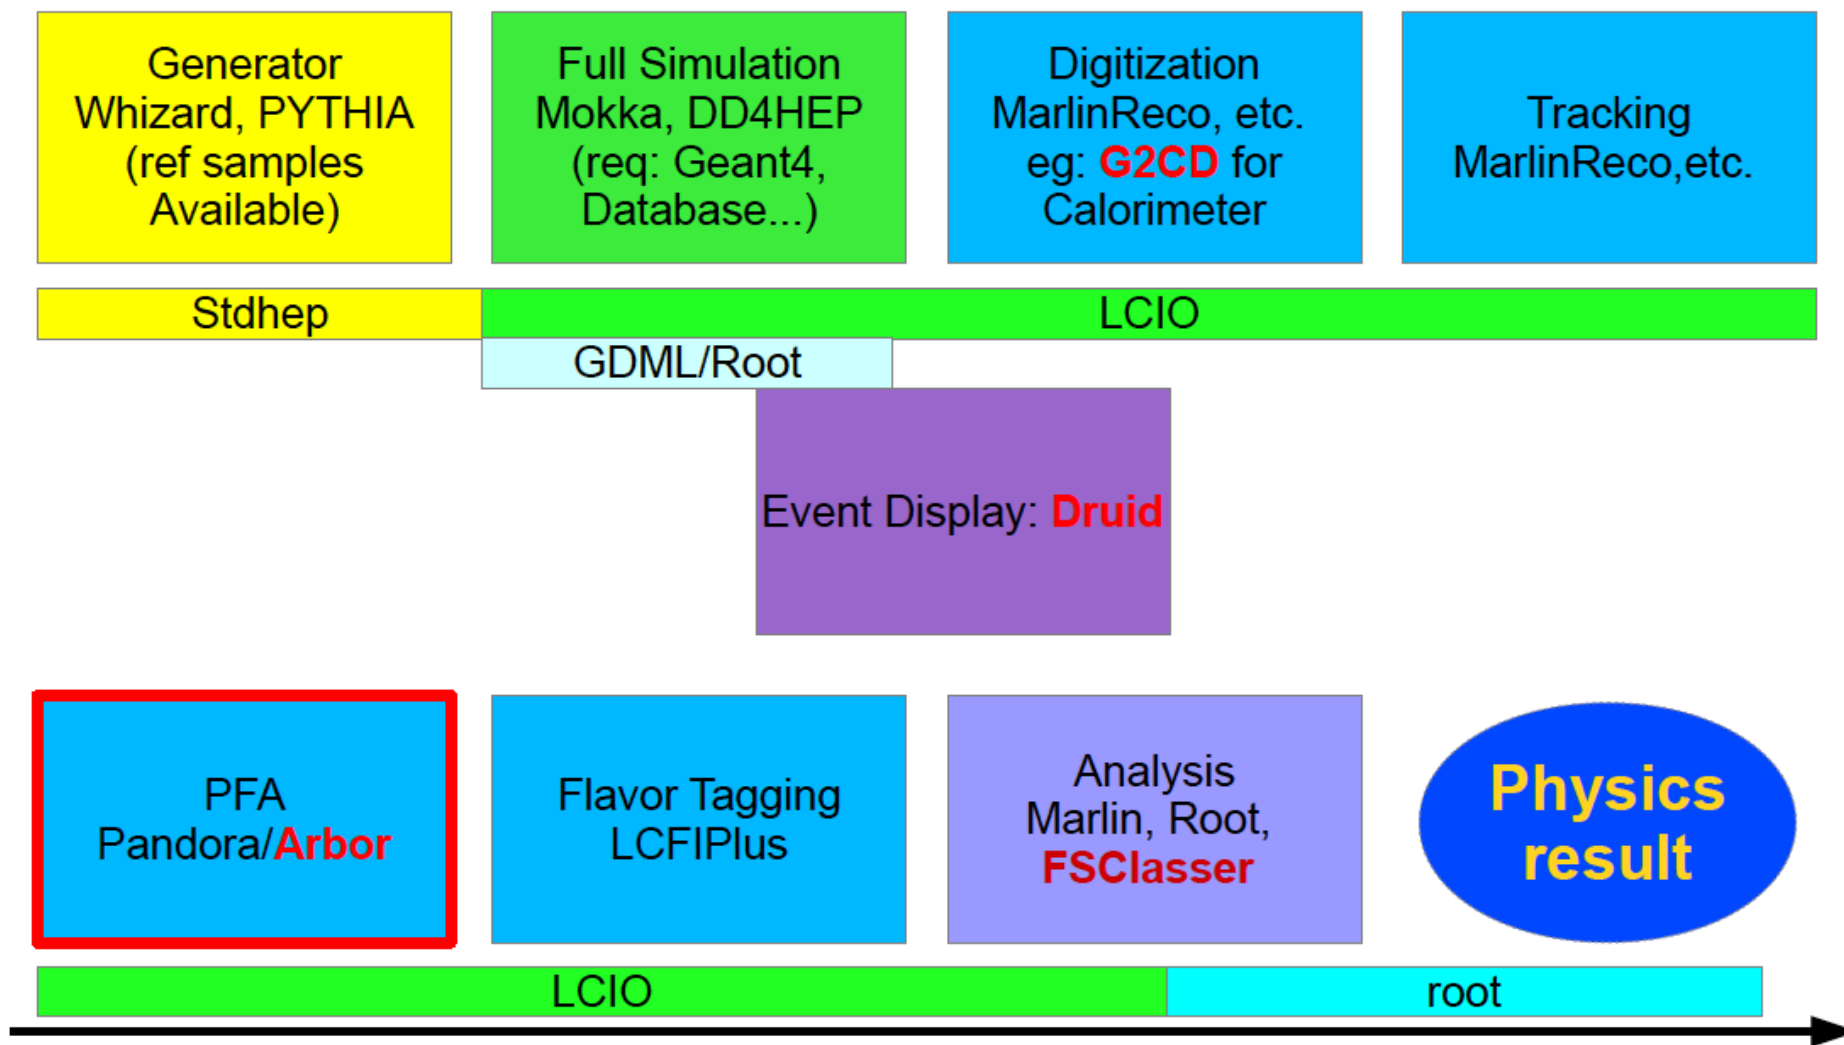 Generator
Whizard, PYTHIA
(ref samples
Available)
Full Simulation
Mokka, DD4HEP
(req: Geant4,
Database...)
Digitization
MarlinReco, etc.
eg: G2CD for
Calorimeter
Tracking
MarlinReco,etc.
Stdhep
LCIO
GDML/Root
Event Display: Druid
PFA
Pandora/Arbor
Flavor Tagging
LCFIPlus
Analysis
Marlin, Root,
FSClasser
Physics
result
LCIO
root